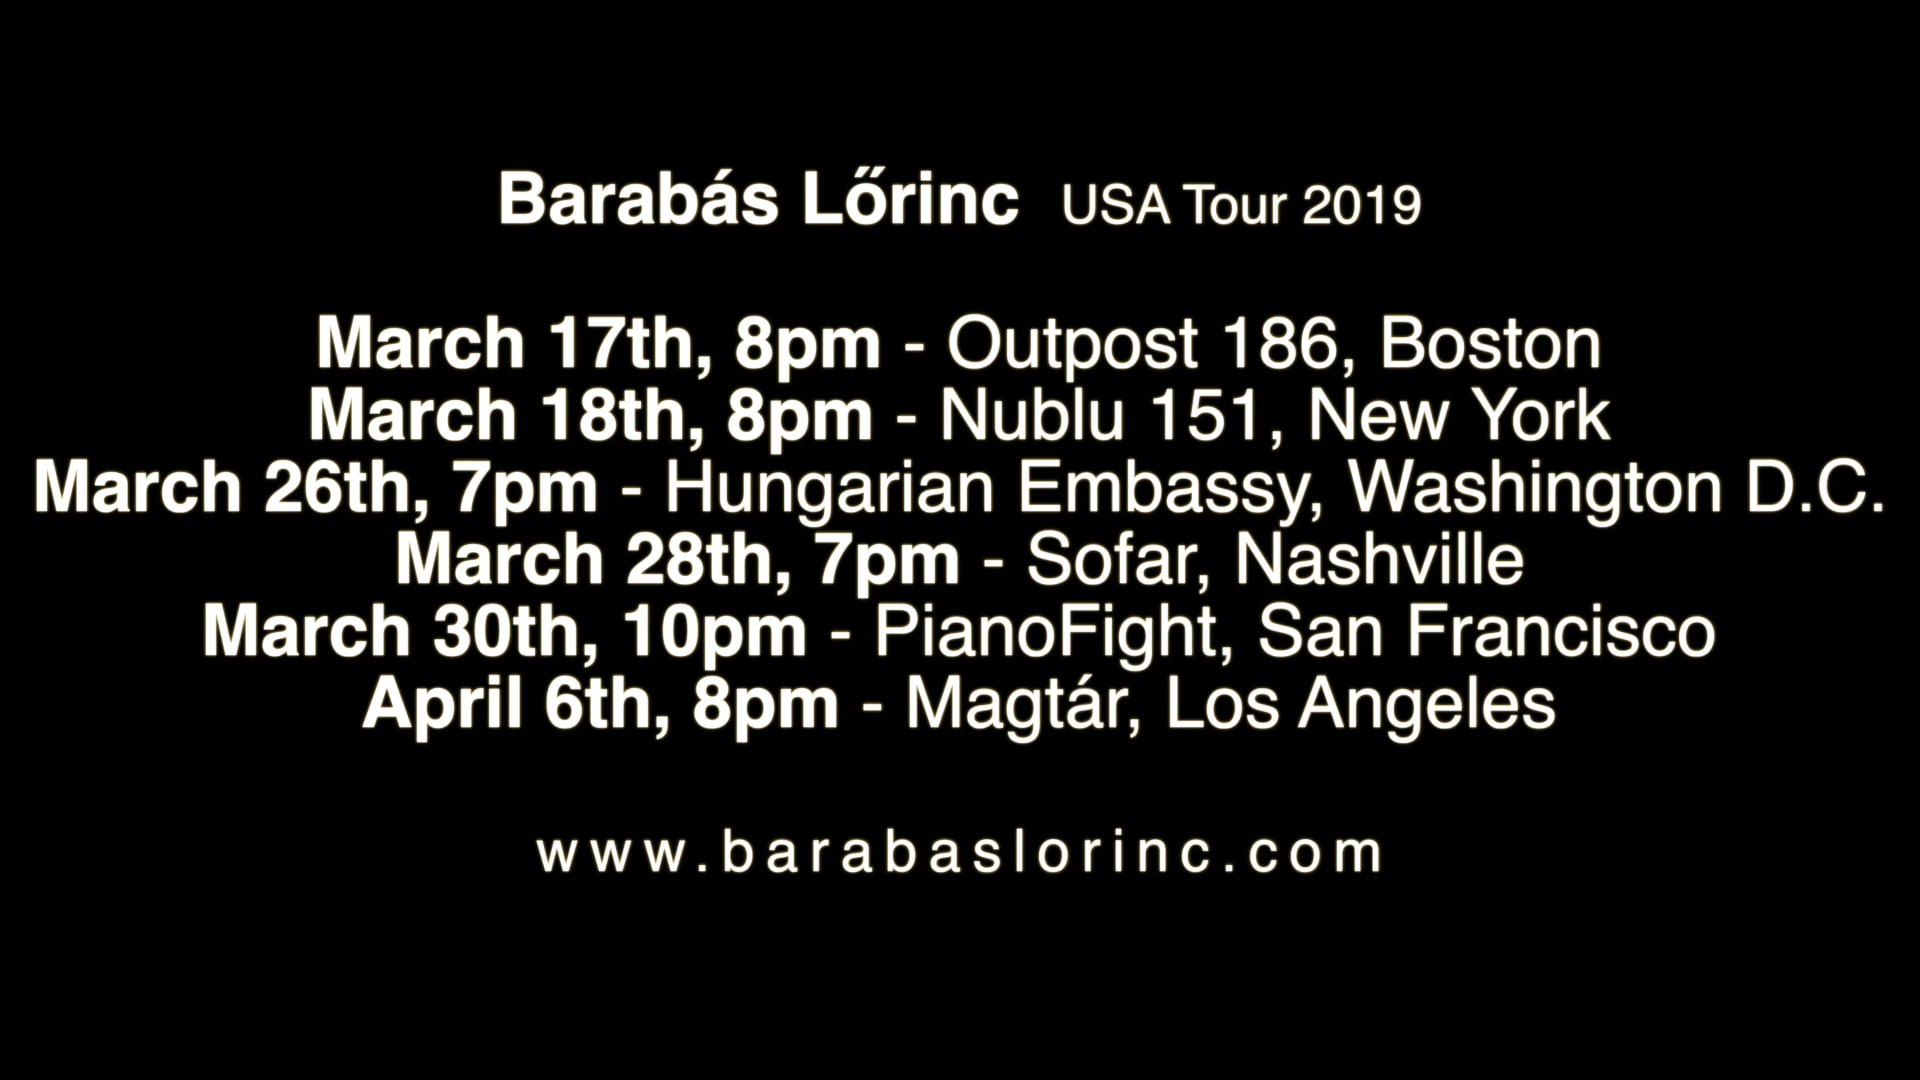 Barabás Lőrinc USA Tour 2019
March 17th, 8pm - Outpost 186, Boston
March 18th, 8pm - Nublu 151, New York
March 26th, 7pm - Hungarian Embassy, Washington D.C.
March 28th, 7pm - Sofar, Nashville
March 30th, 10pm - PianoFight, San Francisco
April 6th, 8pm - Magtár, Los Angeles
www.barabaslorinc.com